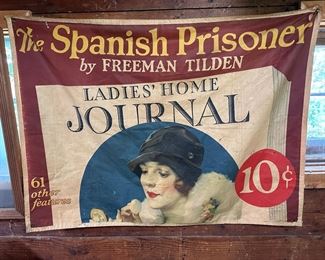 The Spanish Prisoner
by FREEMAN TILDEN
LADIES' HOME
JOURNAL
61
other
features
10¢